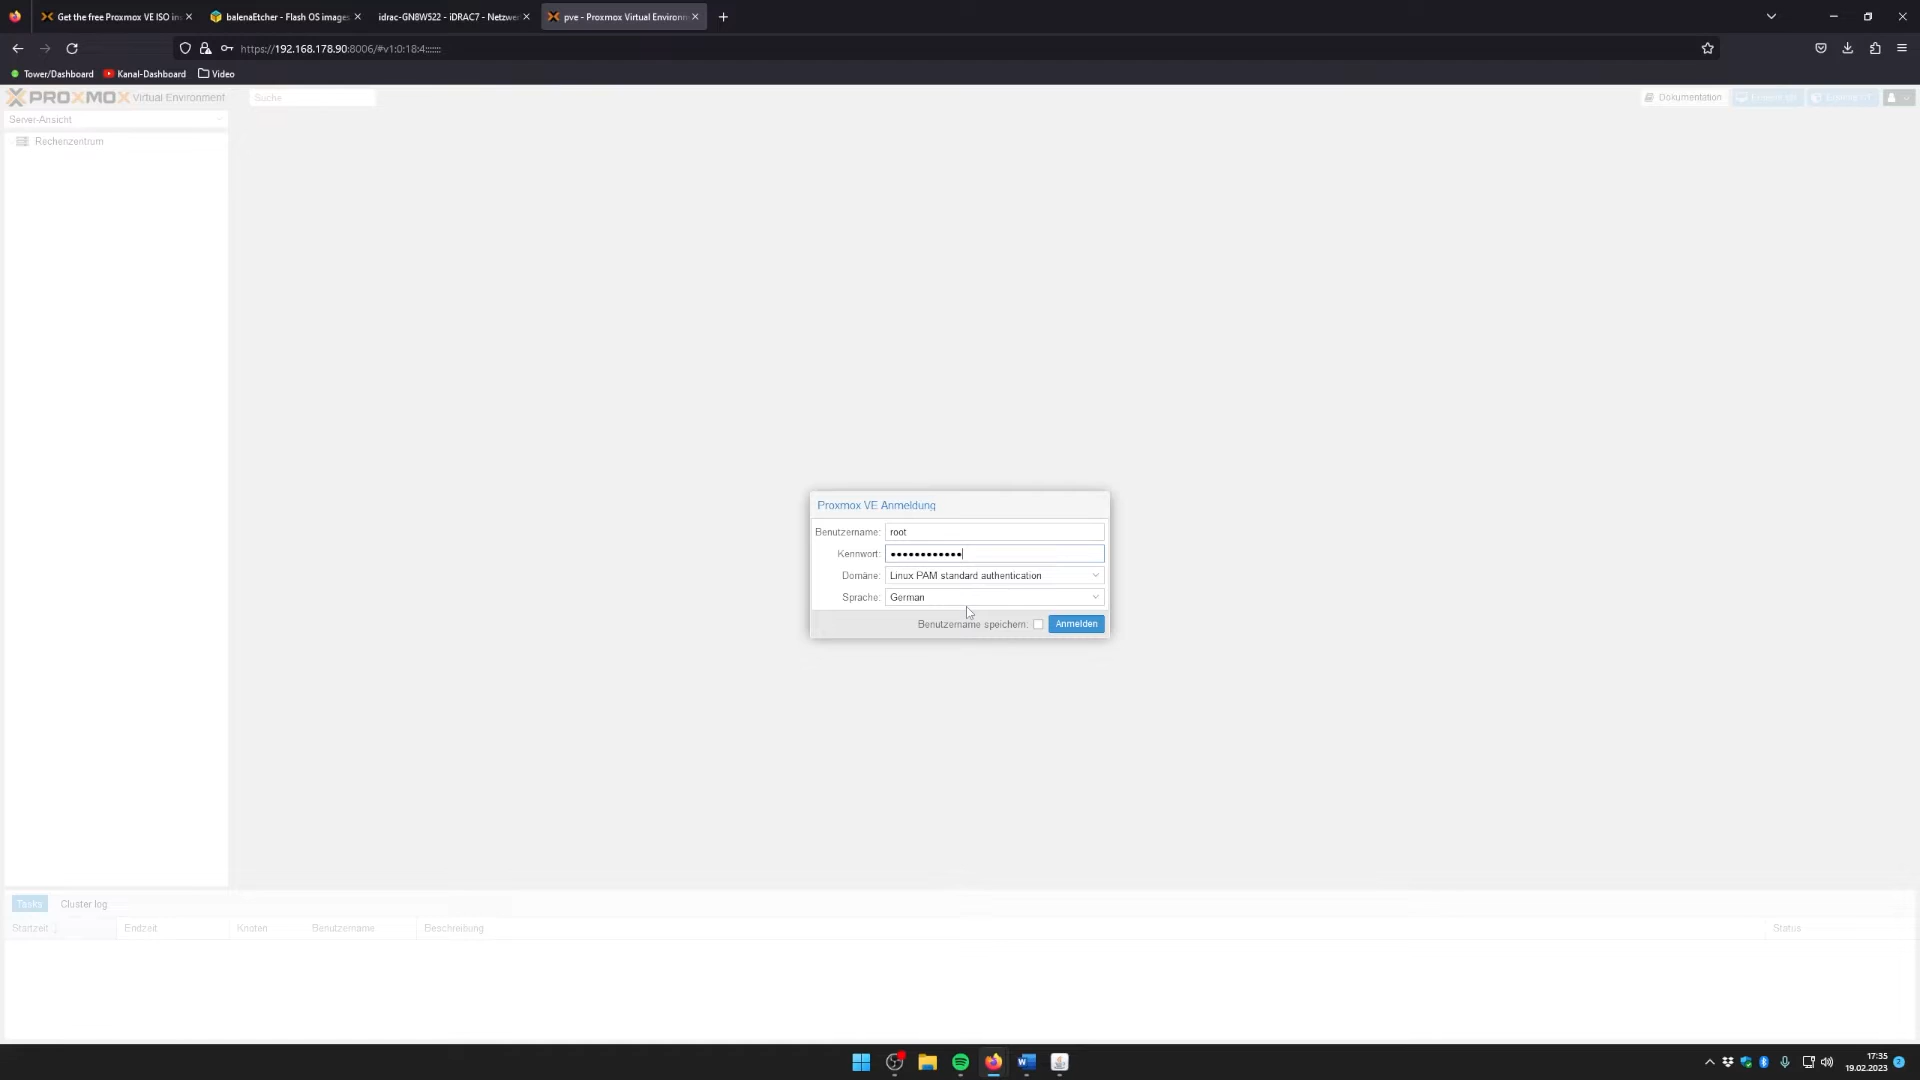 Get the free Proxmox VE ISO in
balenaEtcher - Flash OS images
idrac-GN8W522 - iDRAC7 - Netzwer
pve - Proxmox Virtual Environm
https://192.168.178.90:8006/#v1:0:18:4:::::::
Tower/Dashboard
Kanal-Dashboard
Video
PROXMOX Virtual Environment
Suche
Dokumentation
Server-Ansicht
Rechenzentrum
Proxmox VE Anmeldung
Benutzername: root
Kennwort: ●●●●●●●●●●●●
Domäne: Linux PAM standard authentication
Sprache: German
Benutzername speichern:
Anmelden
Tasks
Cluster log
Startzeit
Endzeit
Knoten
Benutzername
Beschreibung
Status
17:35
19.02.2023
2